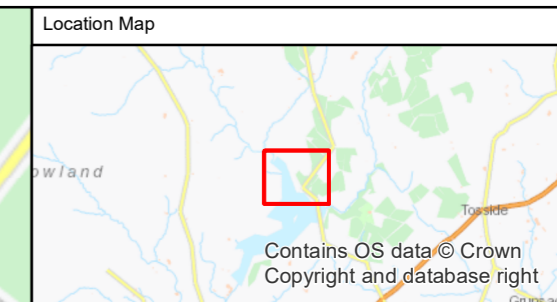 Location Map
owland
Tosside
Contains OS data © Crown
Copyright and database right